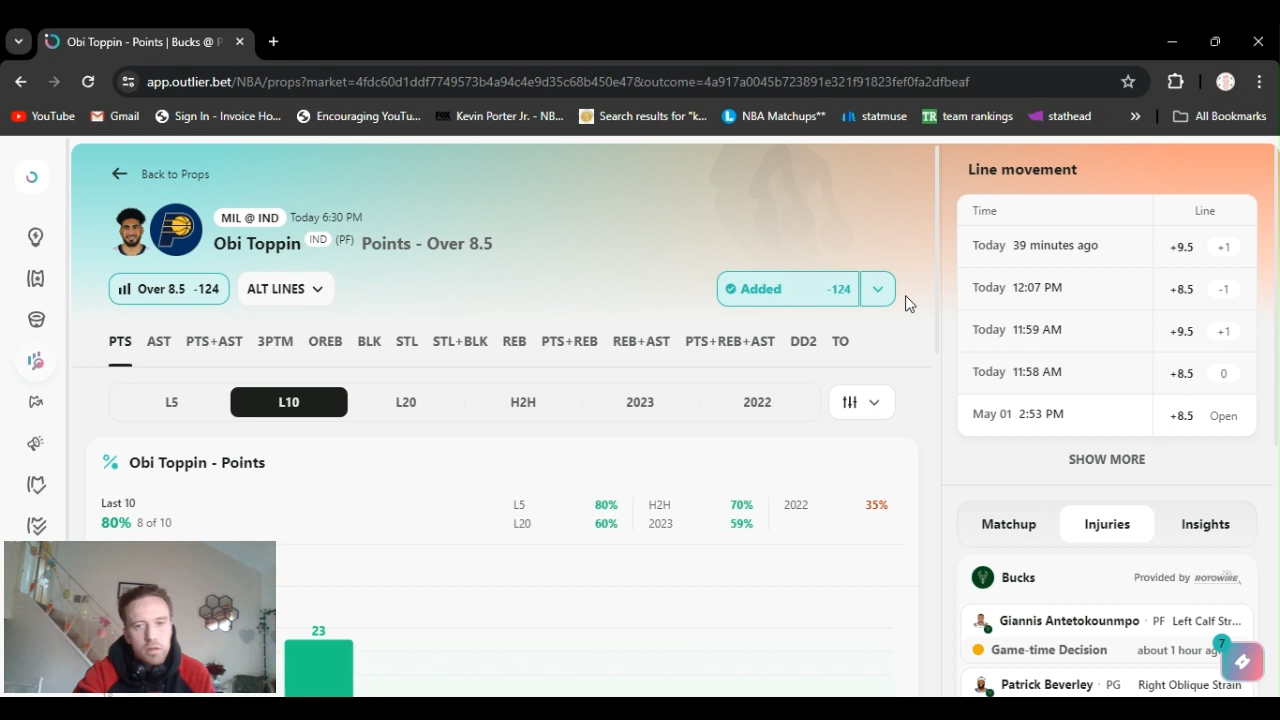 Obi Toppin - Points | Bucks @ P
app.outlier.bet/NBA/props?market=4fdc60d1ddf7749573b4a94c4e9d35c68b450e47&outcome=4a917a0045b723891e321f91823fef0fa2dfbeaf
YouTube Gmail Sign In - Invoice Ho... Encouraging YouTu... Kevin Porter Jr. - NB... Search results for "k... NBA Matchups** statmuse team rankings stathead » All Bookmarks
Back to Props
MIL @ IND Today 6:30 PM
Obi Toppin IND (PF) Points - Over 8.5
Over 8.5 -124 ALT LINES
Added -124
PTS AST PTS+AST 3PTM OREB BLK STL STL+BLK REB PTS+REB REB+AST PTS+REB+AST DD2 TO
L5 L10 L20 H2H 2023 2022
Obi Toppin - Points
Last 10
80% 8 of 10
L5 80% H2H 70% 2022 35%
L20 60% 2023 59%
23
Line movement
Time Line
Today 39 minutes ago +9.5 +1
Today 12:07 PM +8.5 -1
Today 11:59 AM +9.5 +1
Today 11:58 AM +8.5 0
May 01 2:53 PM +8.5 Open
SHOW MORE
Matchup Injuries Insights
Bucks Provided by ROTOWIRE
Giannis Antetokounmpo · PF Left Calf Str...
Game-time Decision about 1 hour ag
7
Patrick Beverley · PG Right Oblique Strain